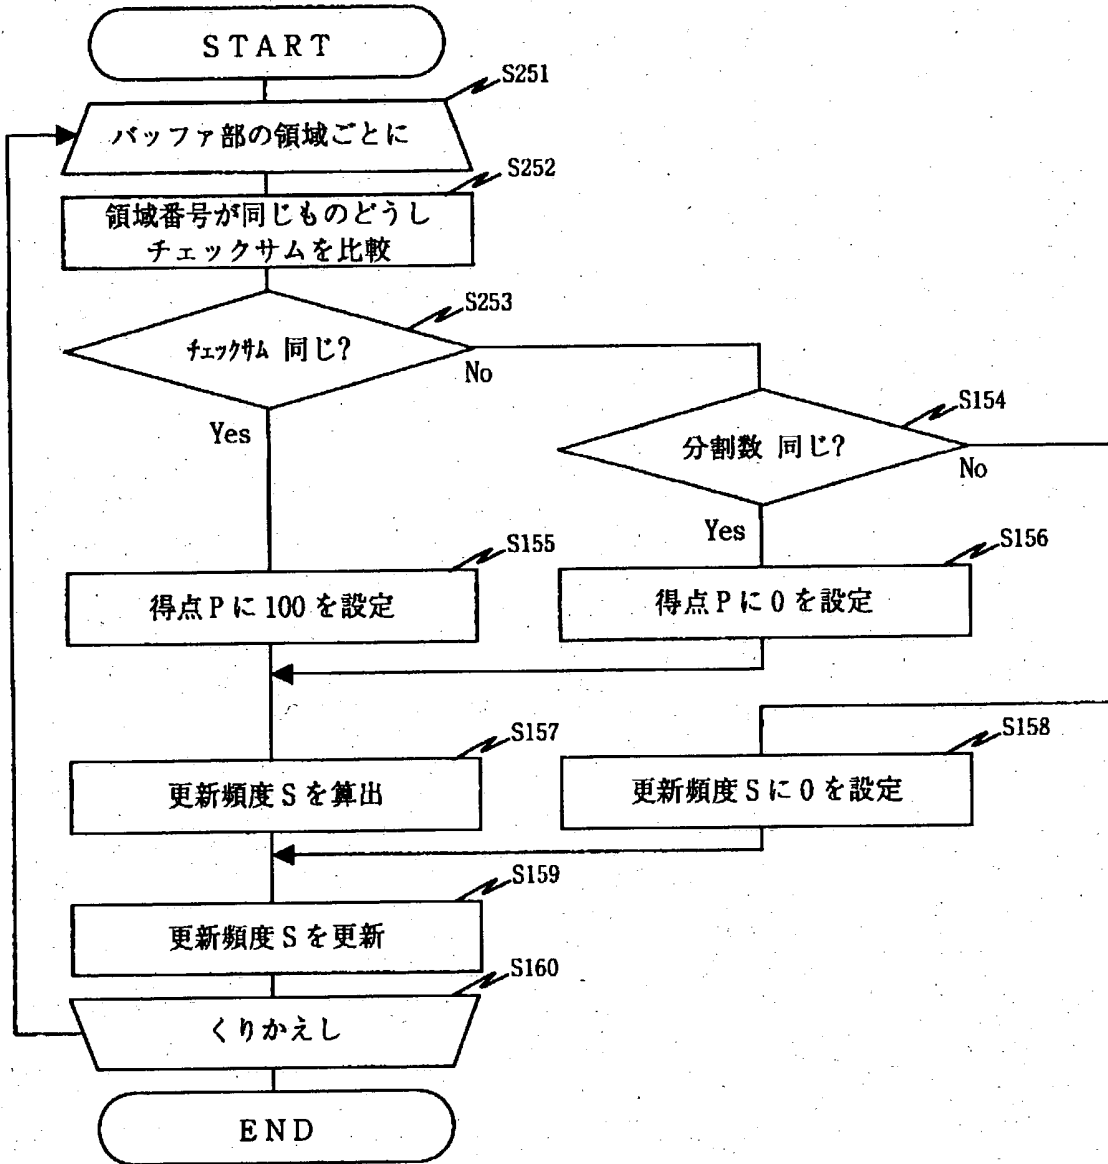 START
S251
バッファ部の領域ごとに
S252
領域番号が同じものどうし
チェックサムを比較
S253
チェックサム 同じ?
No
Yes
S154
分割数 同じ?
No
Yes
S155
得点Pに100を設定
S156
得点Pに0を設定
S157
更新頻度Sを算出
S158
更新頻度Sに0を設定
S159
更新頻度Sを更新
S160
くりかえし
END